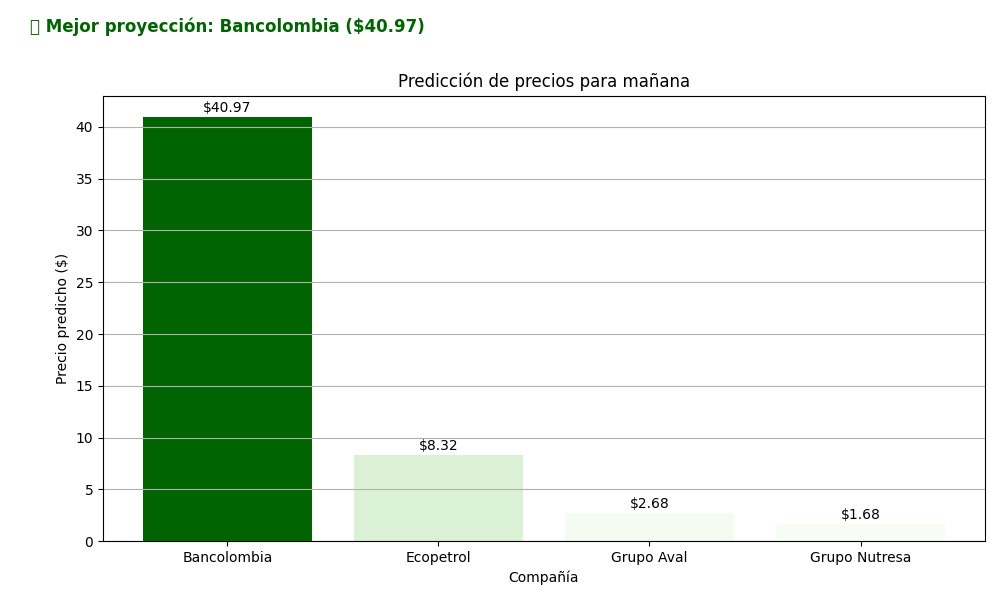 Mejor proyección: Bancolombia ($40.97)
Predicción de precios para mañana
Precio predicho ($)
40
35
30
25
20
15
10
5
0
$40.97
$8.32
$2.68
$1.68
Bancolombia
Ecopetrol
Grupo Aval
Grupo Nutresa
Compañía